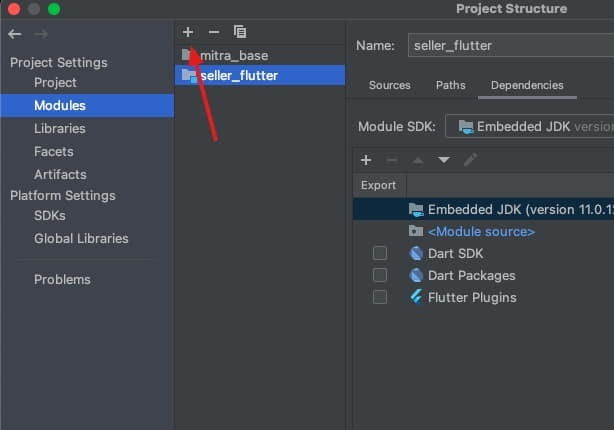 Project Structure
Project Settings
Project
Modules
Libraries
Facets
Artifacts
Platform Settings
SDKs
Global Libraries
Problems
mitra_base
seller_flutter
Name: seller_flutter
Sources Paths Dependencies
Module SDK: Embedded JDK version
Export
Embedded JDK (version 11.0.12
<Module source>
Dart SDK
Dart Packages
Flutter Plugins